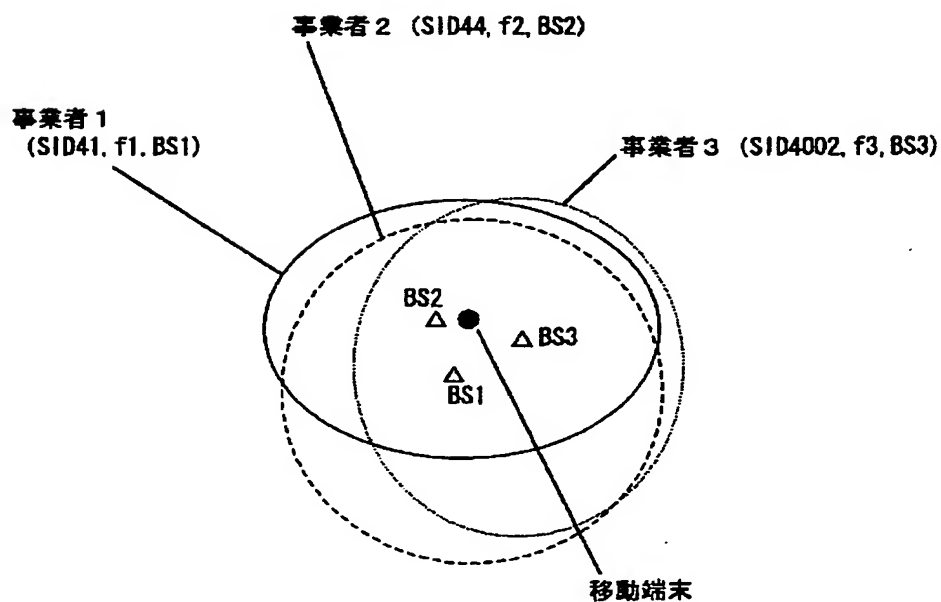 事業者２ (SID44, f2, BS2)
事業者１
(SID41, f1, BS1)
事業者３ (SID4002, f3, BS3)
BS2
BS3
BS1
移動端末